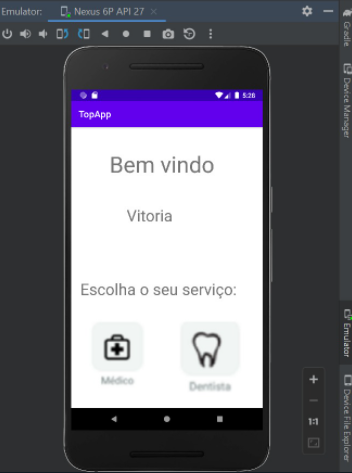 Emulator: Nexus 6P API 27
Gradle
Device Manager
5:26
TopApp
Bem vindo
Vitoria
Escolha o seu serviço:
Médico
Dentista
1:1
Emulator
Device File Explorer